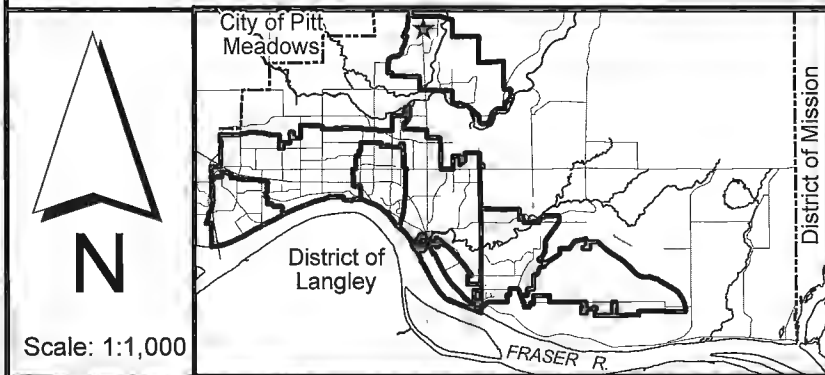 City of Pitt
Meadows
District of Mission
District of
Langley
N
Scale: 1:1,000
FRASER R.